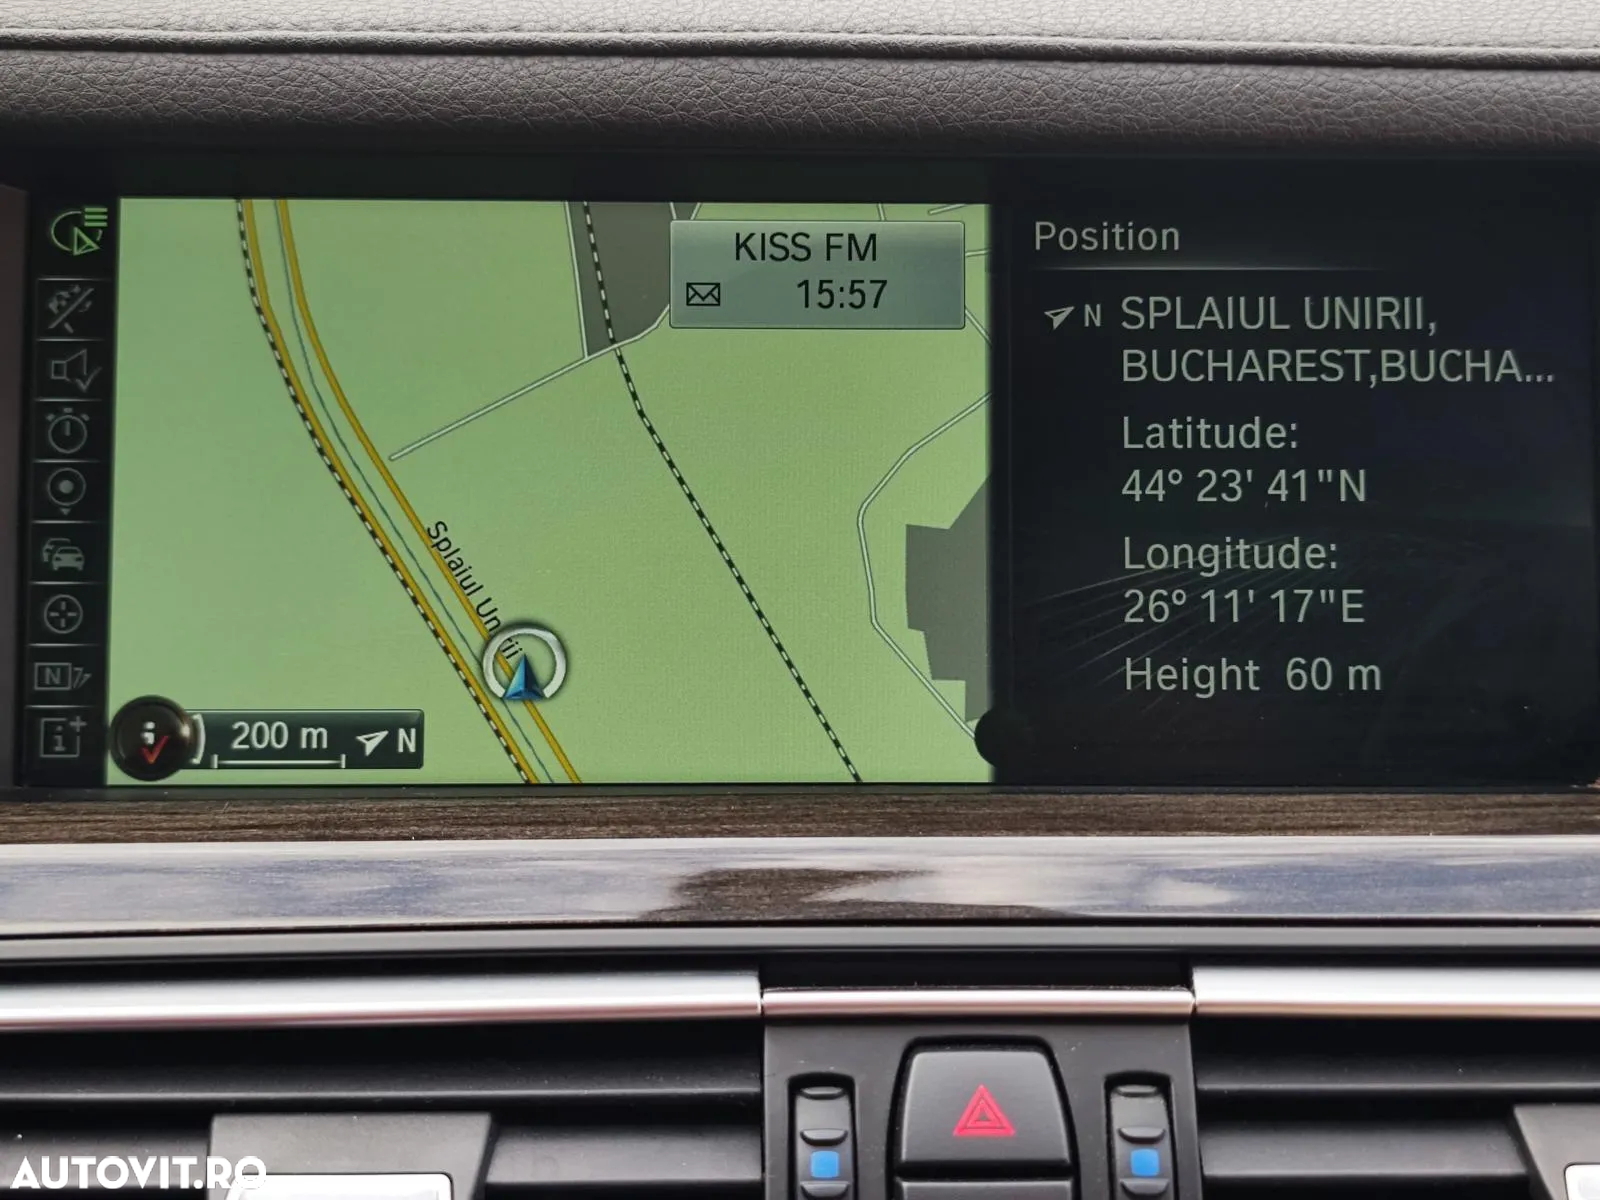 KISS FM
15:57
Splaiul Unirii
200 m
N
Position
N SPLAIUL UNIRII,
BUCHAREST,BUCHA...
Latitude:
44° 23' 41"N
Longitude:
26° 11' 17"E
Height 60 m
N
i
AUTOVIT.RO